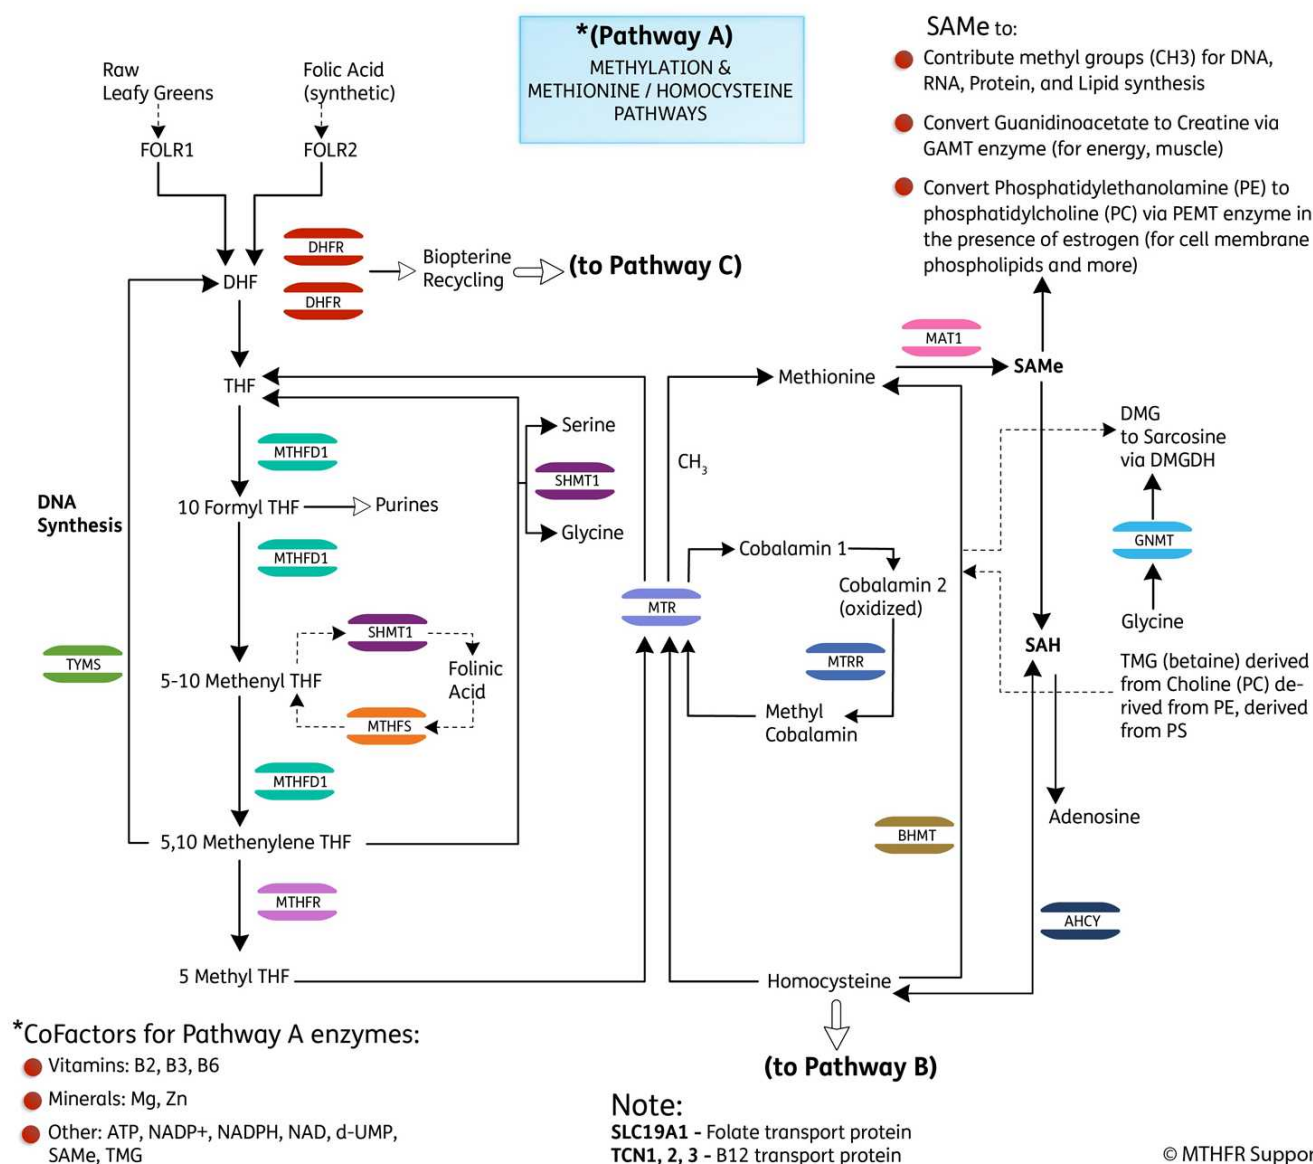 *(Pathway A)
METHYLATION &
METHIONINE / HOMOCYSTEINE
PATHWAYS
SAMe to:
Contribute methyl groups (CH3) for DNA,
RNA, Protein, and Lipid synthesis
Convert Guanidinoacetate to Creatine via
GAMT enzyme (for energy, muscle)
Convert Phosphatidylethanolamine (PE) to
phosphatidylcholine (PC) via PEMT enzyme in
the presence of estrogen (for cell membrane
phospholipids and more)
Raw
Leafy Greens
Folic Acid
(synthetic)
FOLR1
FOLR2
DHFR
DHF
DHFR
Biopterine
Recycling
(to Pathway C)
THF
MTHFD1
10 Formyl THF
Purines
MTHFD1
DNA
Synthesis
Serine
SHMT1
Glycine
TYMS
5-10 Methenyl THF
SHMT1
Folinic
Acid
MTHFS
MTHFD1
5,10 Methenylene THF
MTHFR
5 Methyl THF
Methionine
MAT1
SAMe
CH3
MTR
Cobalamin 1
Cobalamin 2
(oxidized)
MTRR
Methyl
Cobalamin
DMG
to Sarcosine
via DMGDH
GNMT
Glycine
SAH
TMG (betaine) derived
from Choline (PC) de-
rived from PE, derived
from PS
Adenosine
BHMT
AHCY
Homocysteine
(to Pathway B)
*CoFactors for Pathway A enzymes:
Vitamins: B2, B3, B6
Minerals: Mg, Zn
Other: ATP, NADP+, NADPH, NAD, d-UMP,
SAMe, TMG
Note:
SLC19A1 - Folate transport protein
TCN1, 2, 3 - B12 transport protein
© MTHFR Suppor